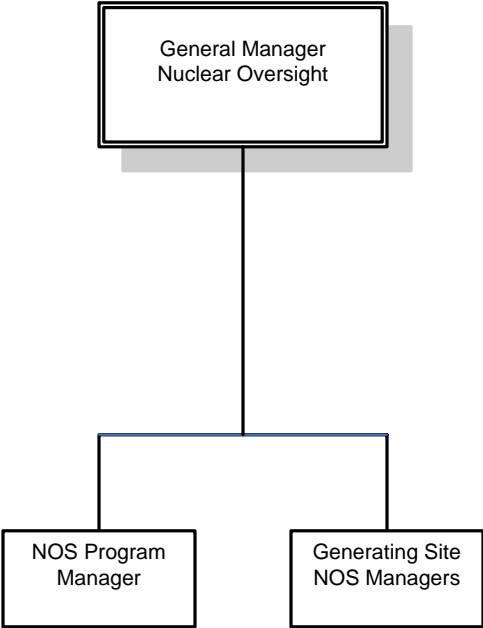 General Manager
Nuclear Oversight
NOS Program
Manager
Generating Site
NOS Managers